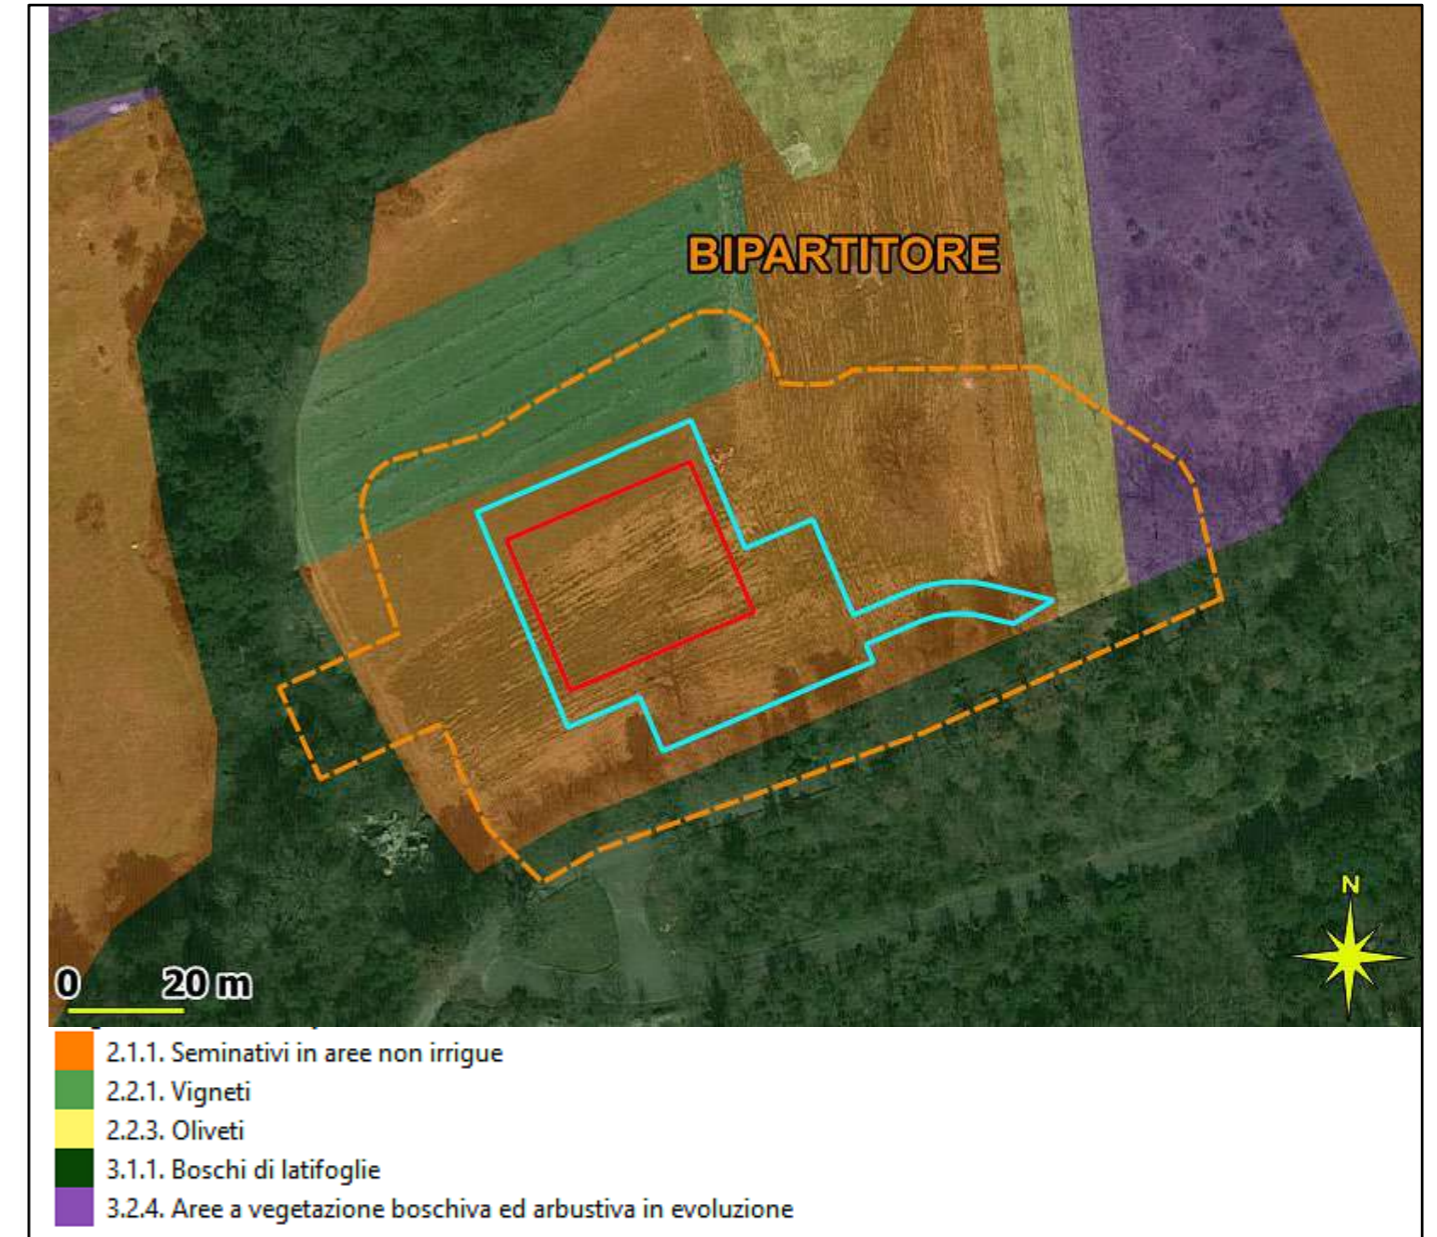 BIPARTITORE
N
0 20 m
2.1.1. Seminativi in aree non irrigue
2.2.1. Vigneti
2.2.3. Oliveti
3.1.1. Boschi di latifoglie
3.2.4. Aree a vegetazione boschiva ed arbustiva in evoluzione